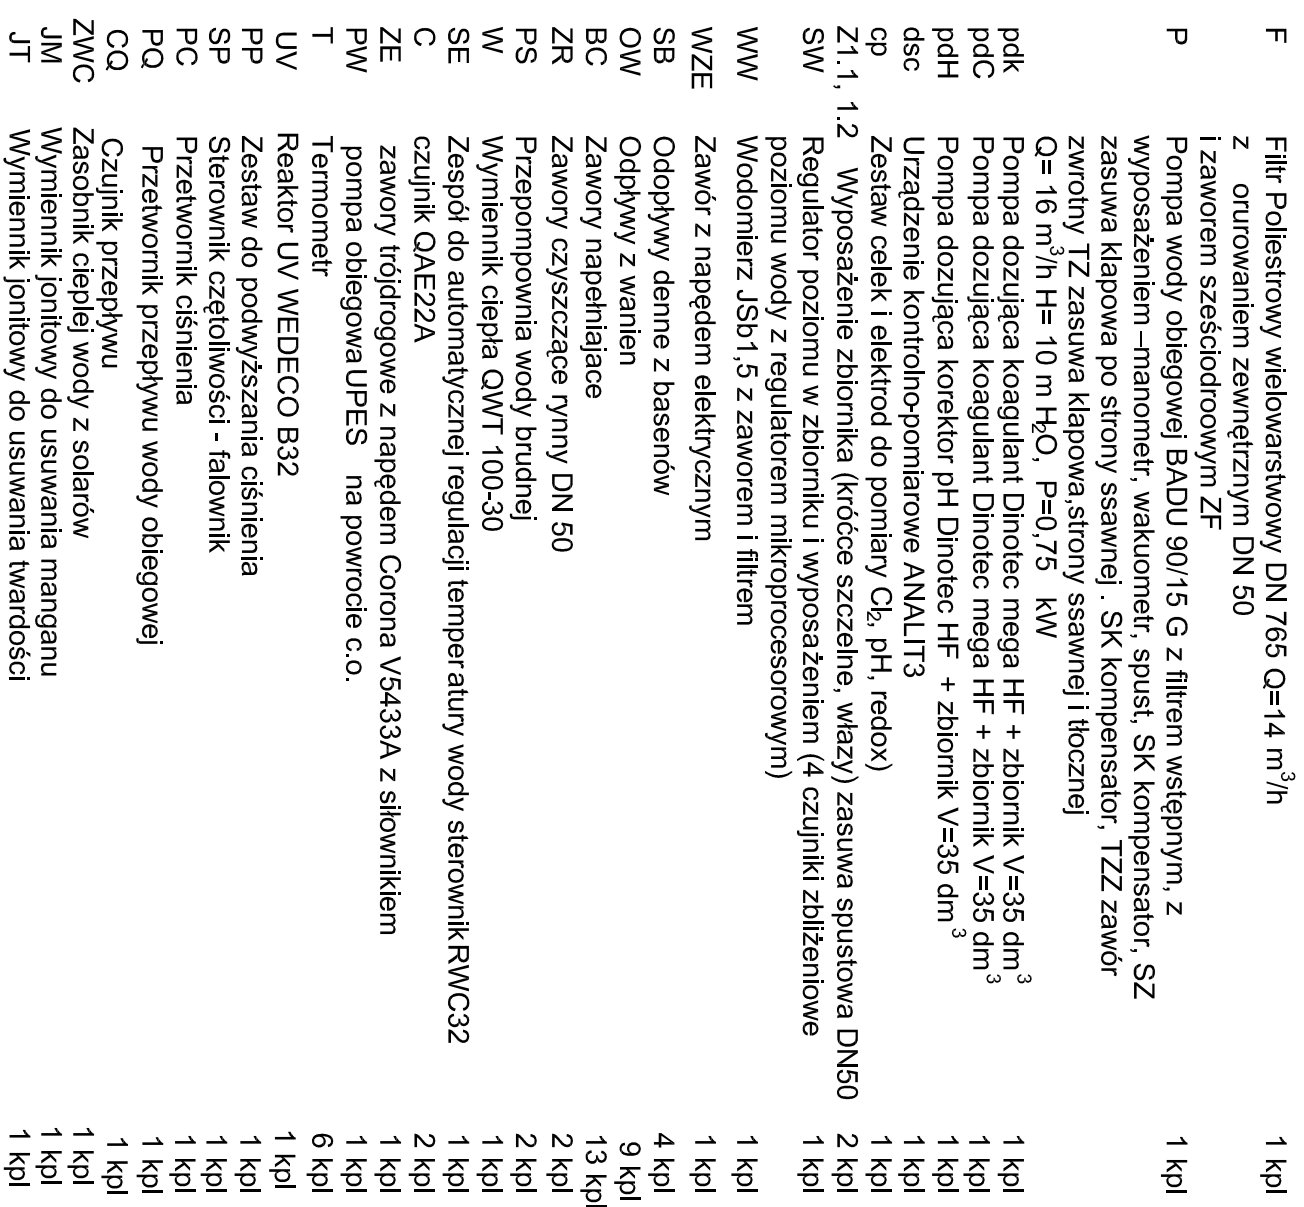 F Filtr Poliestrowy wielowarstwowy DN 765 Q=14 m³/h 1 kpl
z orurowaniem zewnętrznym DN 50
i zaworem sześciodroowym ZF
P Pompa wody obiegowej BADU 90/15 G z filtrem wstępnym, z 1 kpl
wyposażeniem –manometr, wakuometr, spust, SK kompensator, SZ
zasuwa klapowa po strony ssawnej . SK kompensator, TZZ zawór
zwrotny TZ zasuwa klapowa,strony ssawnej i tłocznej
Q= 16 m³/h H= 10 m H₂O, P=0,75 kW
pdk Pompa dozująca koagulant Dinotec mega HF + zbiornik V=35 dm³ 1 kpl
pdC Pompa dozująca koagulant Dinotec mega HF + zbiornik V=35 dm³ 1 kpl
pdH Pompa dozująca korektor pH Dinotec HF + zbiornik V=35 dm³ 1 kpl
dsc Urządzenie kontrolno-pomiarowe ANALIT3 1 kpl
cp Zestaw celek i elektrod do pomiary Cl₂, pH, redox) 1 kpl
Z1.1, 1.2 Wyposażenie zbiornika (króćce szczelne, włazy) zasuwa spustowa DN50 2 kpl
SW Regulator poziomu w zbiorniku i wyposażeniem (4 czujniki zbliżeniowe 1 kpl
poziomu wody z regulatorem mikroprocesorowym)
WW Wodomierz JSb1,5 z zaworem i filtrem 1 kpl
WZE Zawór z napędem elektrycznym 1 kpl
SB Odopływy denne z basenów 4 kpl
OW Odpływy z wanien 9 kpl
BC Zawory napełniajace 13 kpl
ZR Zawory czyszczące rynny DN 50 2 kpl
PS Przepompownia wody brudnej 2 kpl
W Wymiennik ciepła QWT 100-30 1 kpl
SE Zespół do automatycznej regulacji temperatury wody sterownik RWC32 1 kpl
C czujnik QAE22A 2 kpl
ZE zawory trójdrogowe z napędem Corona V5433A z siłownikiem 1 kpl
PW pompa obiegowa UPES na powrocie c.o. 1 kpl
T Termometr 6 kpl
UV Reaktor UV WEDECO B32 1 kpl
PP Zestaw do podwyższania ciśnienia 1 kpl
SP Sterownik czętoliwości - falownik 1 kpl
PC Przetwornik ciśnienia 1 kpl
PQ Przetwornik przepływu wody obiegowej 1 kpl
CQ Czujnik przepływu 1 kpl
ZWC Zasobnik ciepłej wody z solarów 1 kpl
JM Wymiennik jonitowy do usuwania manganu 1 kpl
JT Wymiennik jonitowy do usuwania twardości 1 kpl